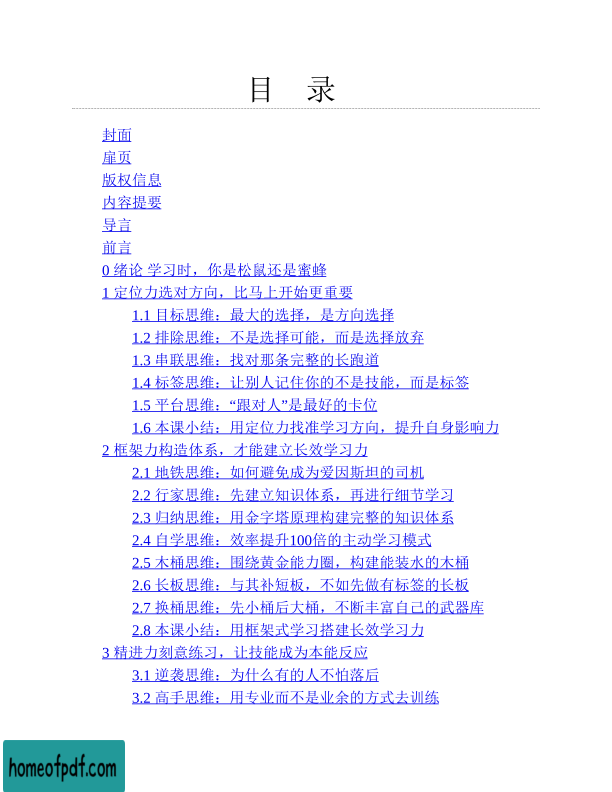 目 录
封面
扉页
版权信息
内容提要
导言
前言
0 绪论 学习时，你是松鼠还是蜜蜂
1 定位力选对方向，比马上开始更重要
1.1 目标思维：最大的选择，是方向选择
1.2 排除思维：不是选择可能，而是选择放弃
1.3 串联思维：找对那条完整的长跑道
1.4 标签思维：让别人记住你的不是技能，而是标签
1.5 平台思维：“跟对人”是最好的卡位
1.6 本课小结：用定位力找准学习方向，提升自身影响力
2 框架力构造体系，才能建立长效学习力
2.1 地铁思维：如何避免成为爱因斯坦的司机
2.2 行家思维：先建立知识体系，再进行细节学习
2.3 归纳思维：用金字塔原理构建完整的知识体系
2.4 自学思维：效率提升100倍的主动学习模式
2.5 木桶思维：围绕黄金能力圈，构建能装水的木桶
2.6 长板思维：与其补短板，不如先做有标签的长板
2.7 换桶思维：先小桶后大桶，不断丰富自己的武器库
2.8 本课小结：用框架式学习搭建长效学习力
3 精进力刻意练习，让技能成为本能反应
3.1 逆袭思维：为什么有的人不怕落后
3.2 高手思维：用专业而不是业余的方式去训练
homeofpdf.com